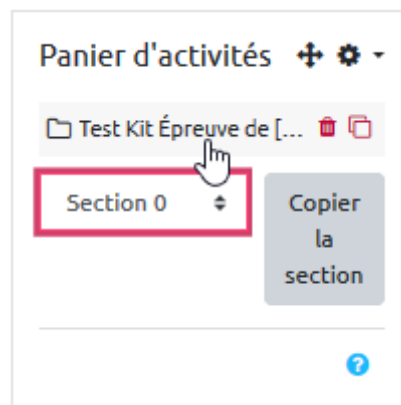 Panier d'activités
Test Kit Épreuve de [...
Section 0
Copier
la
section
?